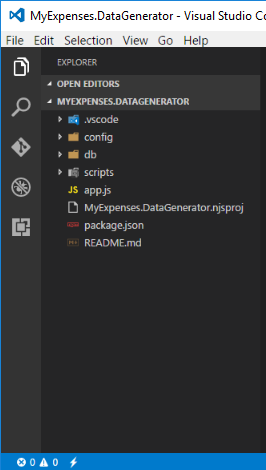 MyExpenses.DataGenerator - Visual Studio Co
File Edit Selection View Go Help
EXPLORER
OPEN EDITORS
MYEXPENSES.DATAGENERATOR
.vscode
config
db
scripts
JS app.js
MyExpenses.DataGenerator.njsproj
package.json
README.md
0 0